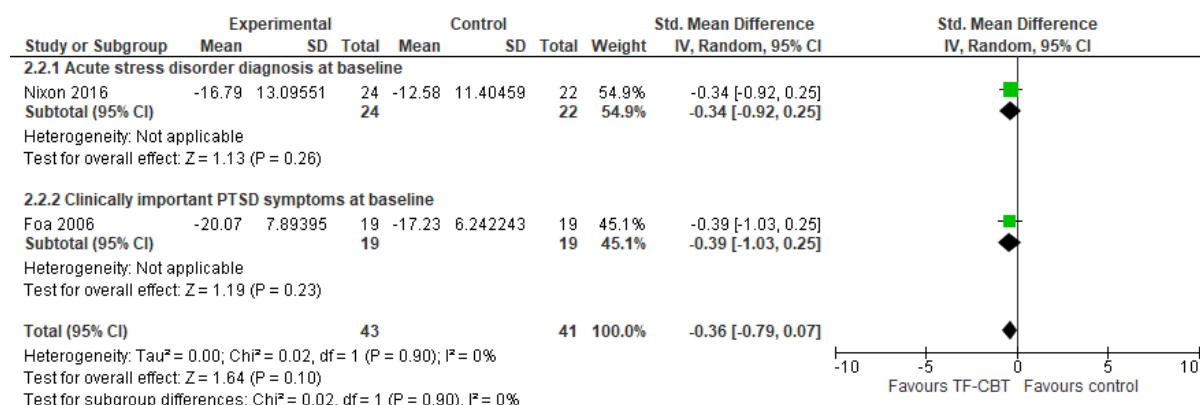 Experimental Control Std. Mean Difference Std. Mean Difference
Study or Subgroup Mean SD Total Mean SD Total Weight IV, Random, 95% CI IV, Random, 95% CI
2.2.1 Acute stress disorder diagnosis at baseline
Nixon 2016 -16.79 13.09551 24 -12.58 11.40459 22 54.9% -0.34 [-0.92, 0.25]
Subtotal (95% CI) 24 22 54.9% -0.34 [-0.92, 0.25]
Heterogeneity: Not applicable
Test for overall effect: Z = 1.13 (P = 0.26)
2.2.2 Clinically important PTSD symptoms at baseline
Foa 2006 -20.07 7.89395 19 -17.23 6.242243 19 45.1% -0.39 [-1.03, 0.25]
Subtotal (95% CI) 19 19 45.1% -0.39 [-1.03, 0.25]
Heterogeneity: Not applicable
Test for overall effect: Z = 1.19 (P = 0.23)
Total (95% CI) 43 41 100.0% -0.36 [-0.79, 0.07]
Heterogeneity: Tau² = 0.00; Chi² = 0.02, df = 1 (P = 0.90); I² = 0%
Test for overall effect: Z = 1.64 (P = 0.10)
Test for subgroup differences: Chi² = 0.02, df = 1 (P = 0.90), I² = 0%
-10 -5 0 5 10
Favours TF-CBT Favours control